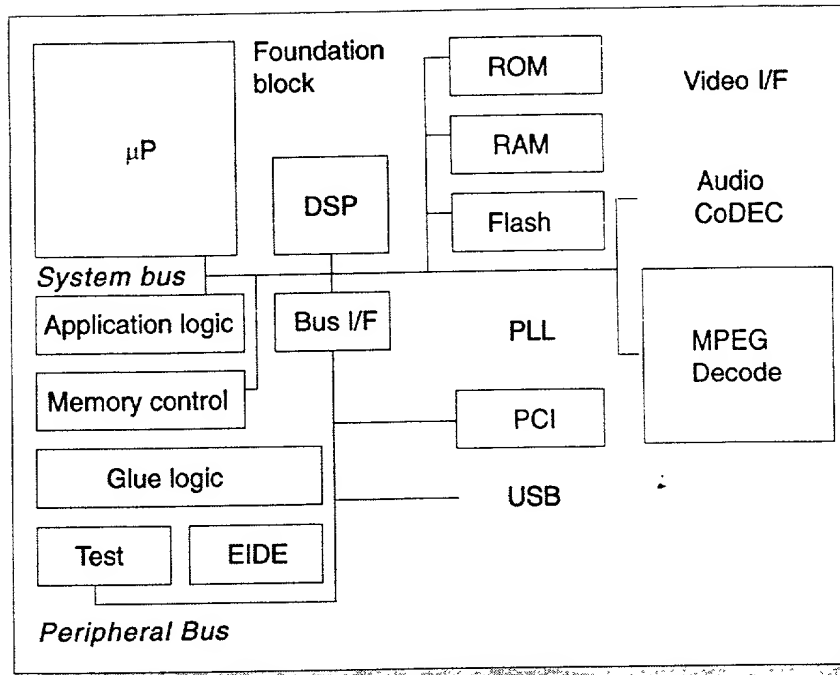 Foundation
block
μP
ROM
Video I/F
RAM
DSP
Audio
CoDEC
Flash
System bus
Application logic
Bus I/F
PLL
MPEG
Decode
Memory control
PCI
Glue logic
USB
Test
EIDE
Peripheral Bus